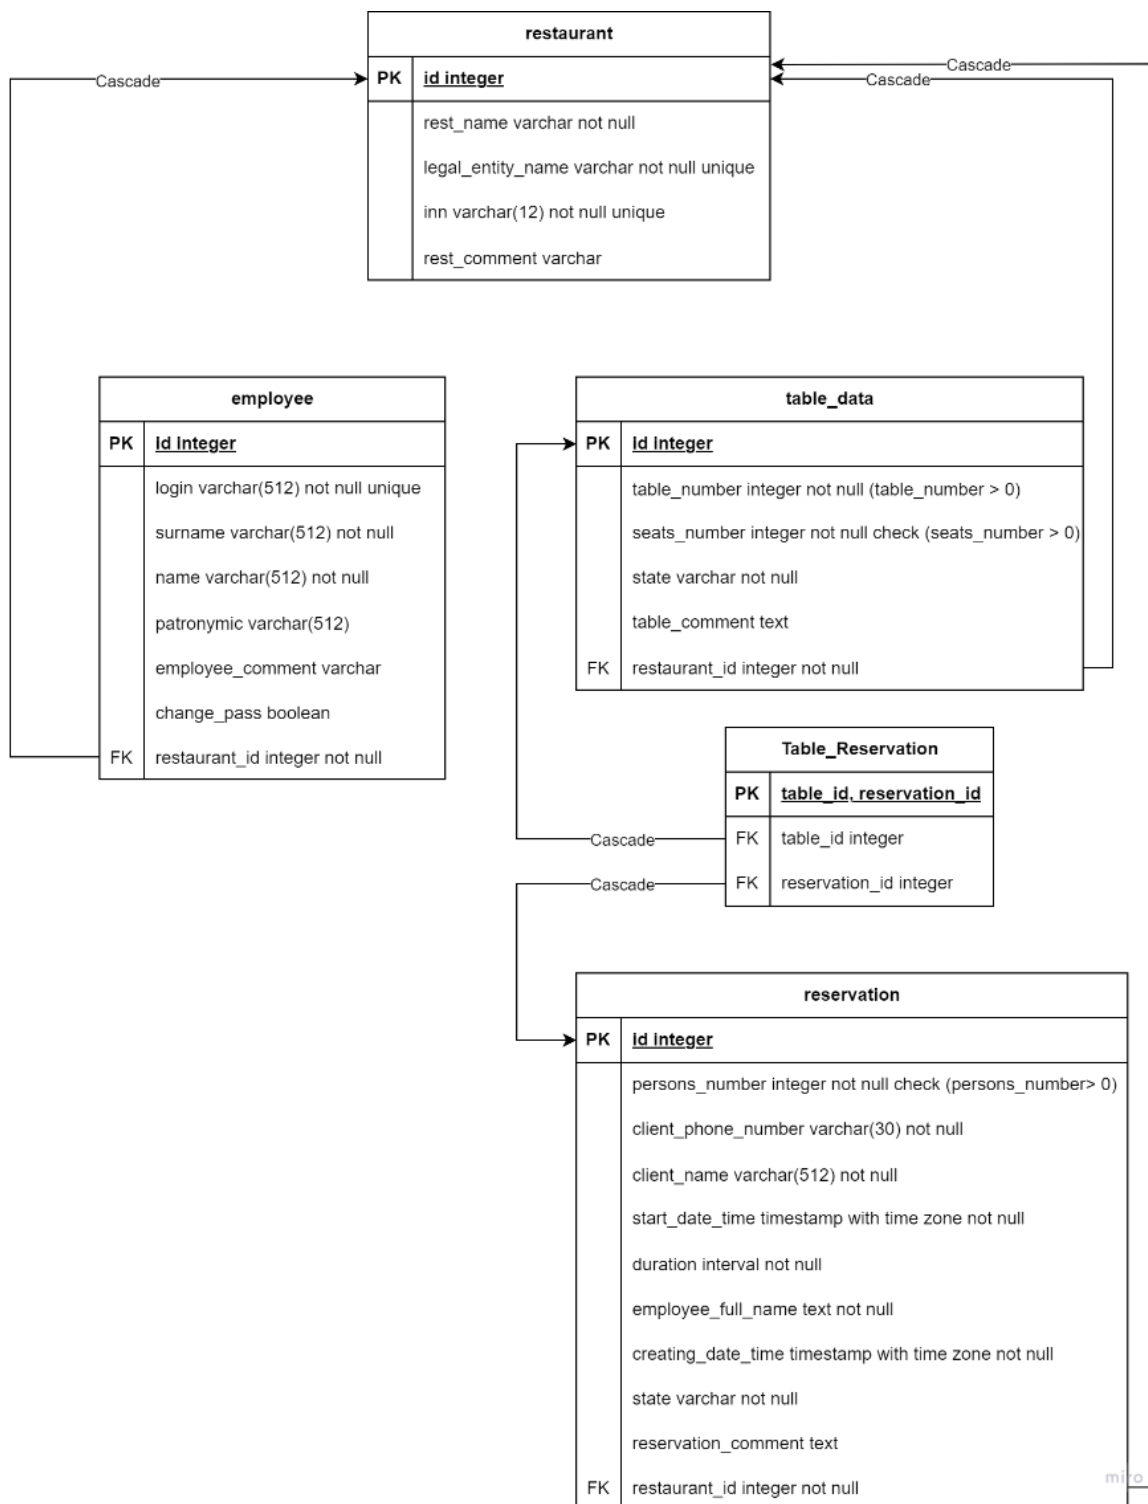 restaurant
Cascade
Cascade
Cascade
PK id integer
rest_name varchar not null
legal_entity_name varchar not null unique
inn varchar(12) not null unique
rest_comment varchar
employee
PK id integer
login varchar(512) not null unique
surname varchar(512) not null
name varchar(512) not null
patronymic varchar(512)
employee_comment varchar
change_pass boolean
FK restaurant_id integer not null
table_data
PK id integer
table_number integer not null (table_number > 0)
seats_number integer not null check (seats_number > 0)
state varchar not null
table_comment text
FK restaurant_id integer not null
Table_Reservation
PK table_id, reservation_id
Cascade
FK table_id integer
Cascade
FK reservation_id integer
reservation
PK id integer
persons_number integer not null check (persons_number> 0)
client_phone_number varchar(30) not null
client_name varchar(512) not null
start_date_time timestamp with time zone not null
duration interval not null
employee_full_name text not null
creating_date_time timestamp with time zone not null
state varchar not null
reservation_comment text
FK restaurant_id integer not null
miro